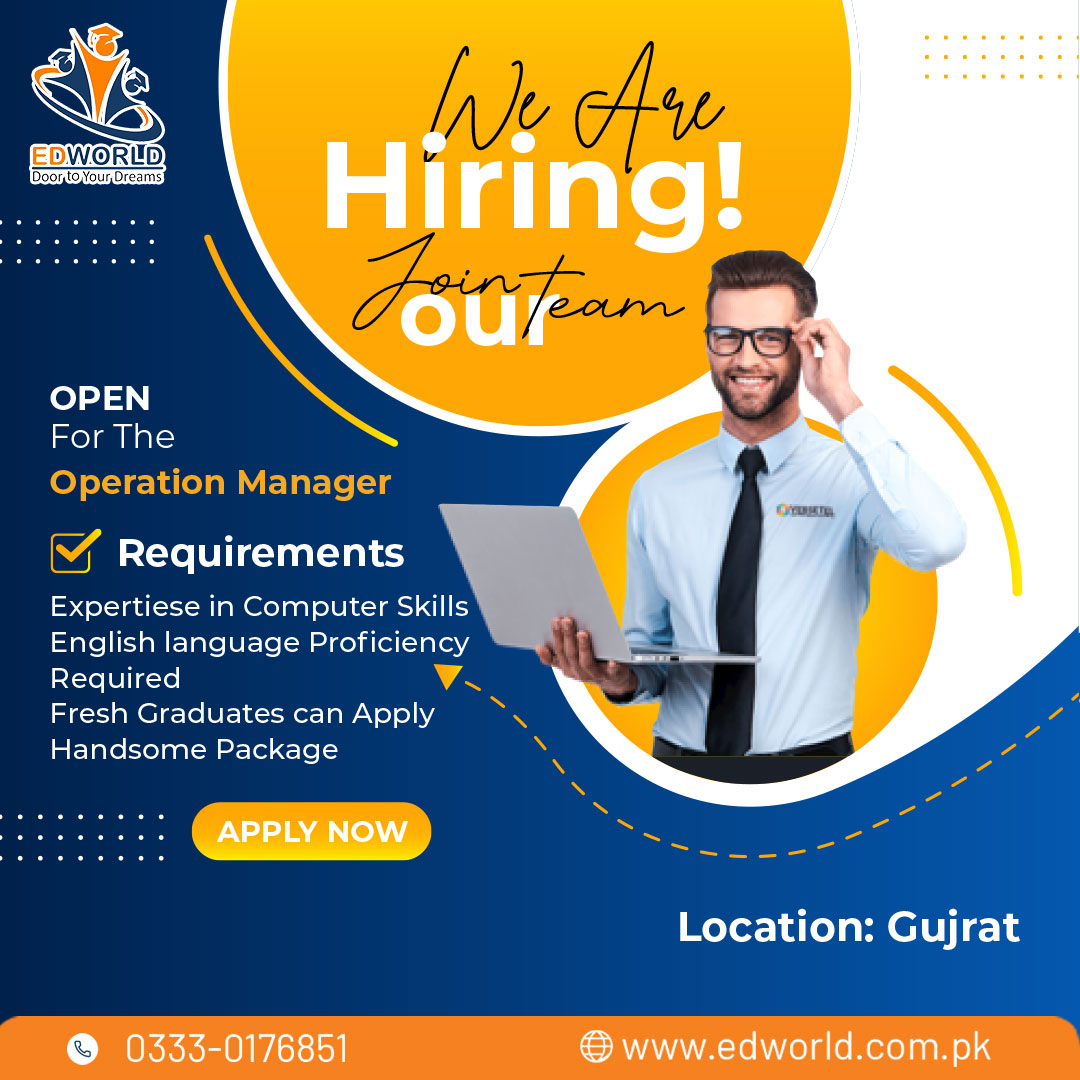 EDWORLD
Door to Your Dreams
We Are
Hiring!
Join
our team
OPEN
For The
Operation Manager
Requirements
Expertiese in Computer Skills
English language Proficiency
Required
Fresh Graduates can Apply
Handsome Package
APPLY NOW
Location: Gujrat
0333-0176851
www.edworld.com.pk